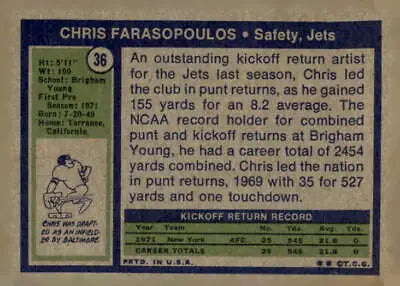 CHRIS FARASOPOULOS • Safety, Jets
36
Ht: 5'11"
Wt: 190
School: Brigham
Young
First Pro
Season: 1971
Born: 7-20-49
Home: Torrance,
California
CHRIS WAS DRAFT-
ED AS AN INFIELD-
ER BY BALTIMORE.
An outstanding kickoff return artist
for the Jets last season, Chris led
the club in punt returns, as he gained
155 yards for an 8.2 average. The
NCAA record holder for combined
punt and kickoff returns at Brigham
Young, he had a career total of 2454
yards combined. Chris led the nation
in punt returns, 1969 with 35 for 527
yards and one touchdown.
KICKOFF RETURN RECORD
Year Team No. Yds. Avg. Tds.
1971 New York AFC 25 545 21.8 0
CAREER TOTALS 25 545 21.8 0
PRTD. IN U.S.A. © T.C.G.